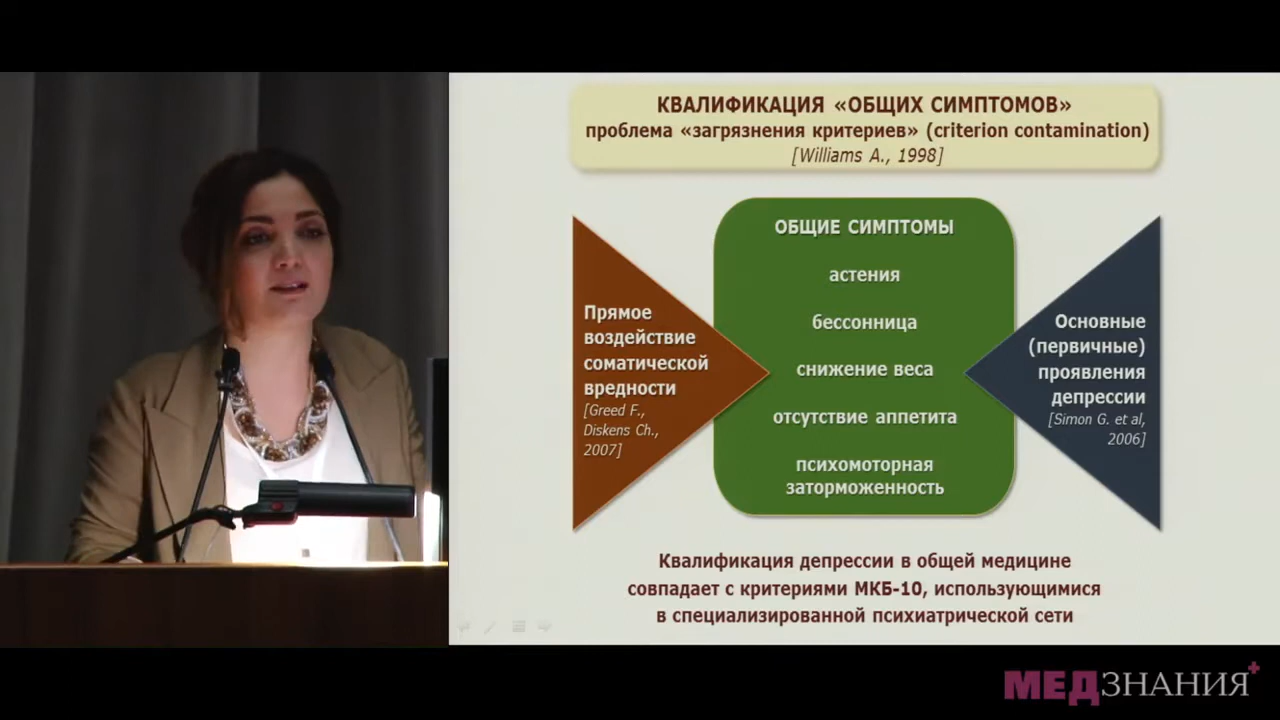 КВАЛИФИКАЦИЯ «ОБЩИХ СИМПТОМОВ»
проблема «загрязнения критериев» (criterion contamination)
[Williams A., 1998]
Прямое
воздействие
соматической
вредности
[Greed F.,
Diskens Ch.,
2007]
ОБЩИЕ СИМПТОМЫ
астения
бессонница
снижение веса
отсутствие аппетита
психомоторная
заторможенность
Основные
(первичные)
проявления
депрессии
[Simon G. et al,
2006]
Квалификация депрессии в общей медицине
совпадает с критериями МКБ-10, использующимися
в специализированной психиатрической сети
МЕДЗНАНИЯ+